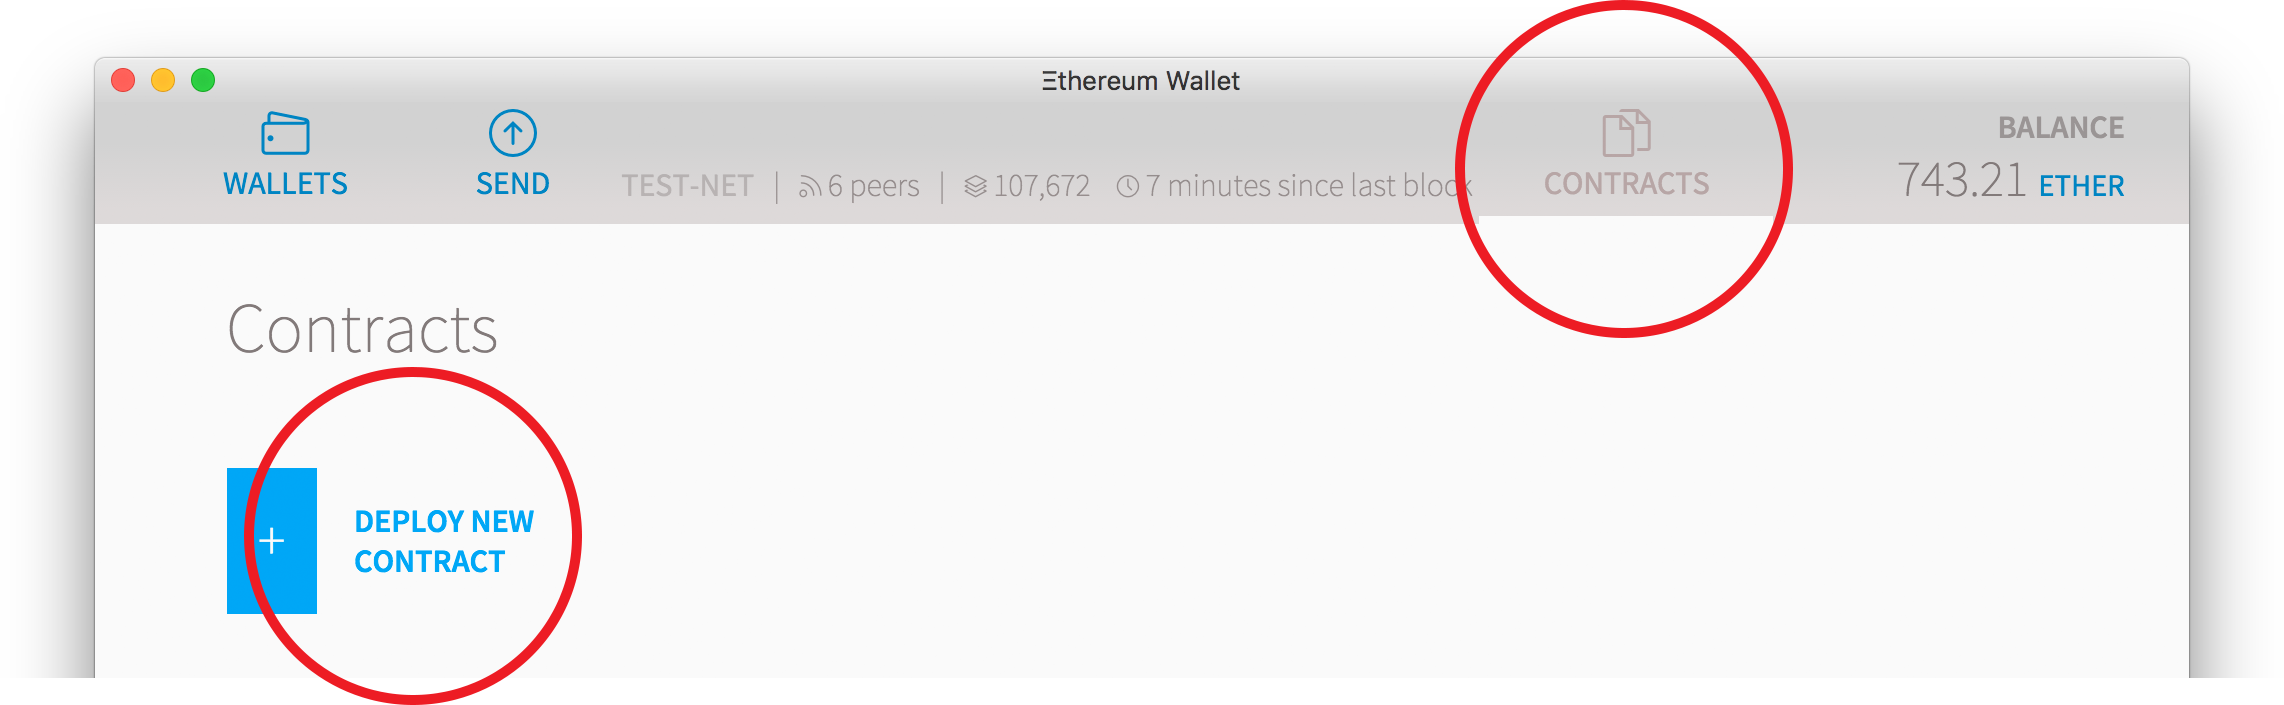 Ξthereum Wallet
WALLETS
SEND
TEST-NET | 6 peers | 107,672 7 minutes since last block
CONTRACTS
BALANCE
743.21 ETHER
Contracts
+
DEPLOY NEW
CONTRACT